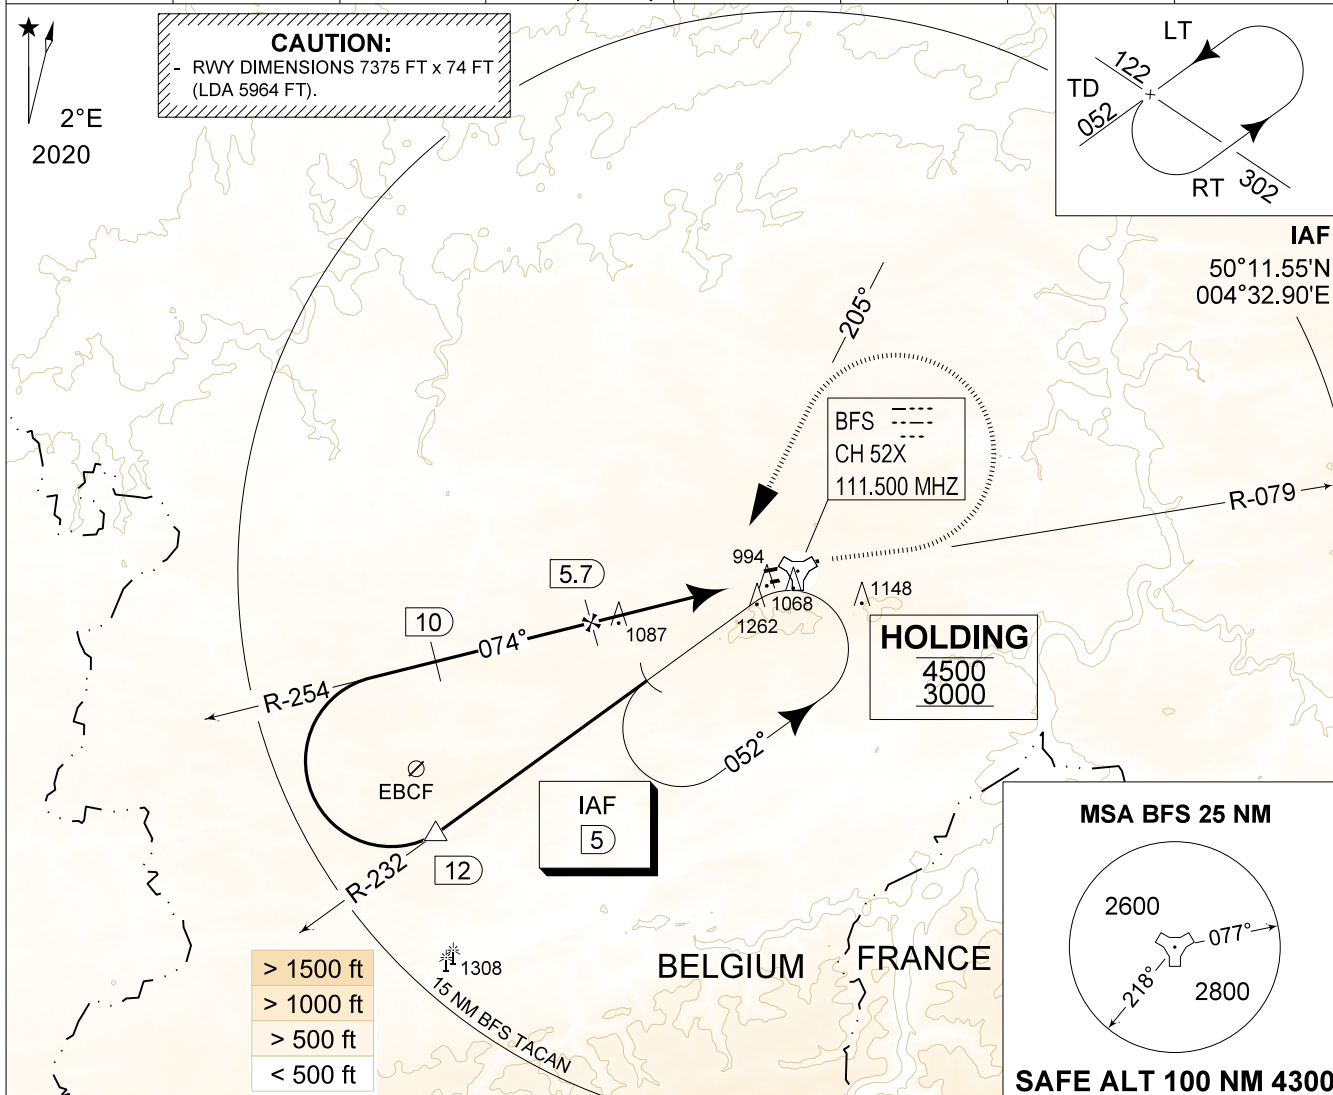 CAUTION:
- RWY DIMENSIONS 7375 FT x 74 FT
(LDA 5964 FT).
2°E
2020
LT
122
TD
052
RT
302
IAF
50°11.55'N
004°32.90'E
205°
BFS
CH 52X
111.500 MHZ
R-079
994
5.7
1068
1148
1262
1087
10
074°
HOLDING
4500
3000
R-254
052°
EBCF
IAF
5
12
R-232
MSA BFS 25 NM
2600
077°
218°
2800
1308
15 NM BFS TACAN
BELGIUM
FRANCE
> 1500 ft
> 1000 ft
> 500 ft
< 500 ft
SAFE ALT 100 NM 4300